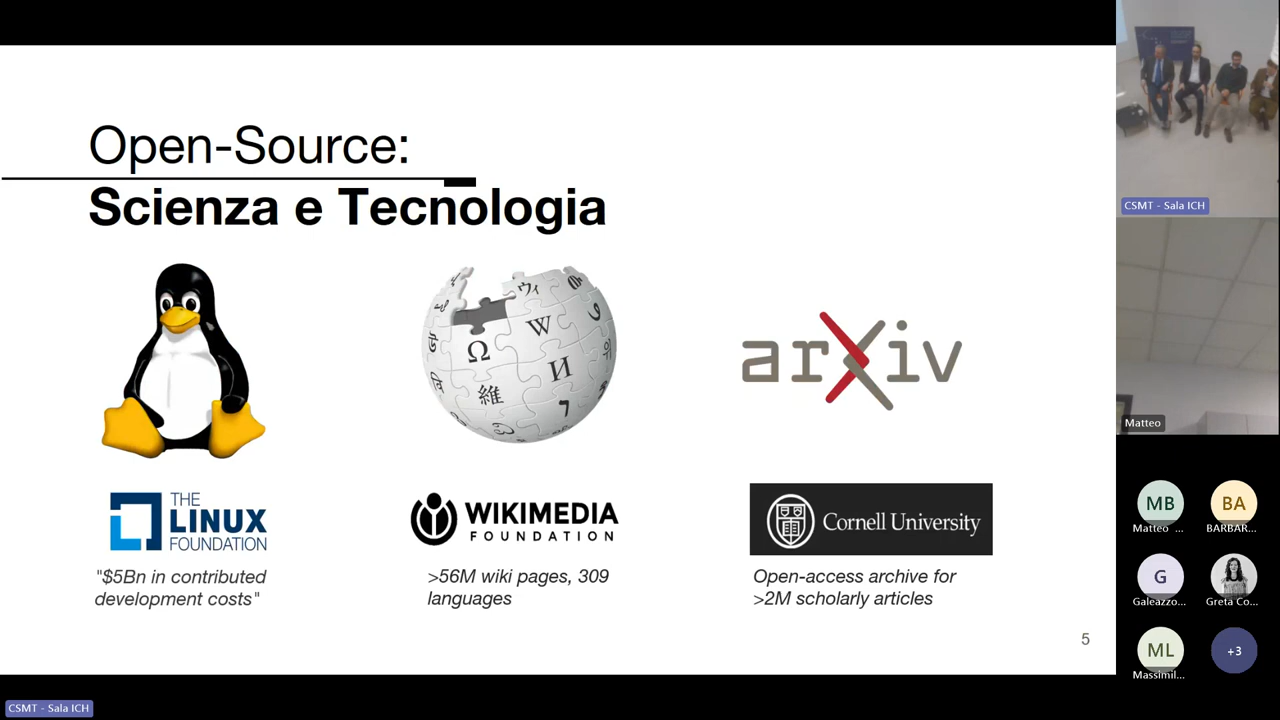 Open-Source:
Scienza e Tecnologia
Ω
W
И
維
arXiv
THE
LINUX
FOUNDATION
WIKIMEDIA
FOUNDATION
Cornell University
"$5Bn in contributed
development costs"
>56M wiki pages, 309
languages
Open-access archive for
>2M scholarly articles
5
CSMT - Sala ICH
CSMT - Sala ICH
Matteo
MB
Matteo ...
BA
BARBAR...
G
Galeazzo...
Greta Co...
ML
Massimil...
+3